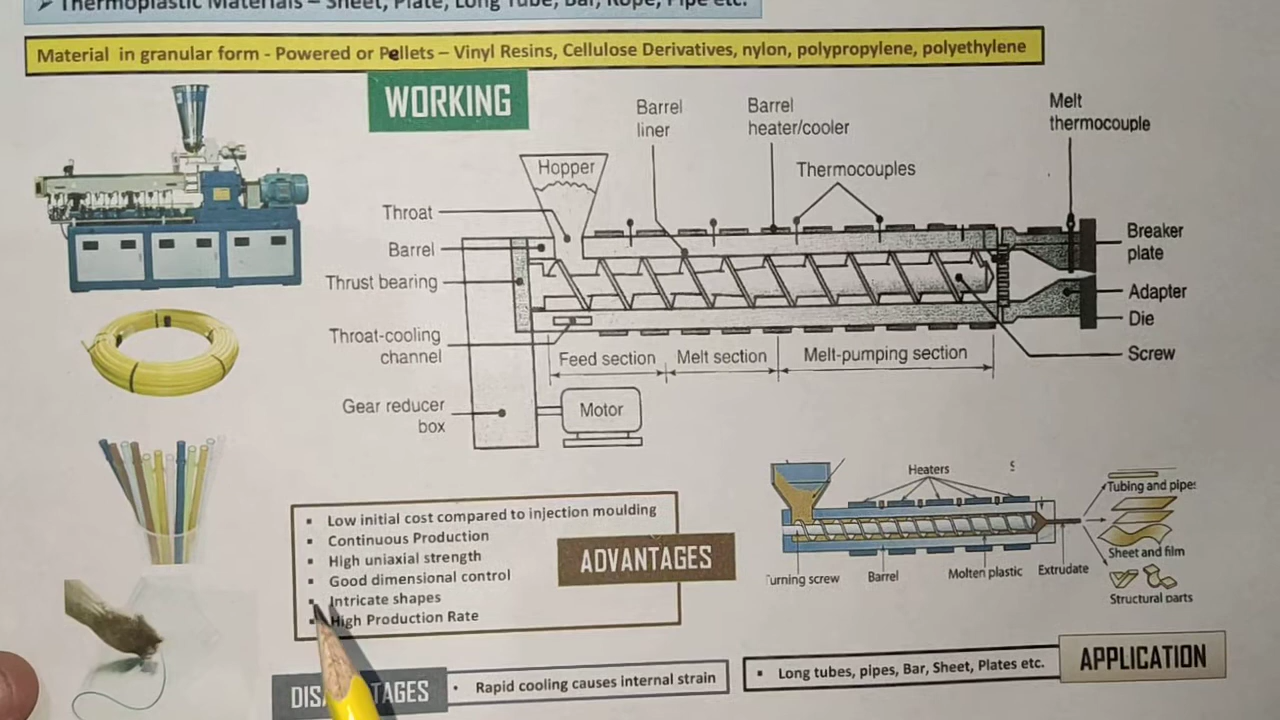 ➤ Thermoplastic Materials – Sheet, Plate, Long Tube, Bar, Rope, Pipe etc.
Material in granular form - Powered or Pellets – Vinyl Resins, Cellulose Derivatives, nylon, polypropylene, polyethylene
WORKING
Barrel
liner
Barrel
heater/cooler
Melt
thermocouple
Hopper
Thermocouples
Throat
Barrel
Thrust bearing
Throat-cooling
channel
Breaker
plate
Adapter
Die
Screw
Feed section
Melt section
Melt-pumping section
Gear reducer
box
Motor
▪ Low initial cost compared to injection moulding
▪ Continuous Production
▪ High uniaxial strength
▪ Good dimensional control
▪ Intricate shapes
▪ High Production Rate
ADVANTAGES
Heaters
Tubing and pipes
Sheet and film
Structural parts
Turning screw
Barrel
Molten plastic
Extrudate
• Rapid cooling causes internal strain
▪ Long tubes, pipes, Bar, Sheet, Plates etc.
APPLICATION